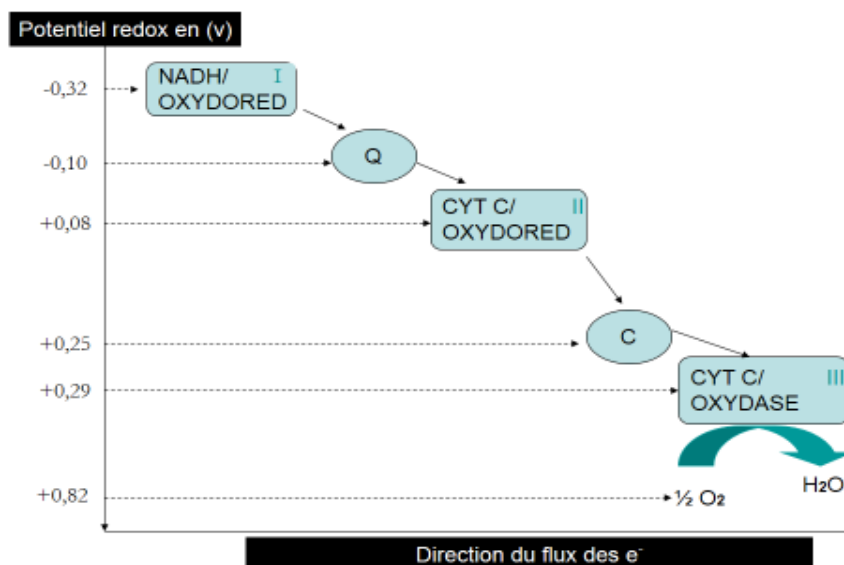 Potentiel redox en (v)
-0,32
NADH/ I
OXYDORED
-0,10
Q
+0,08
CYT C/ II
OXYDORED
+0,25
C
+0,29
CYT C/ III
OXYDASE
+0,82
½ O₂
H₂O
Direction du flux des e⁻